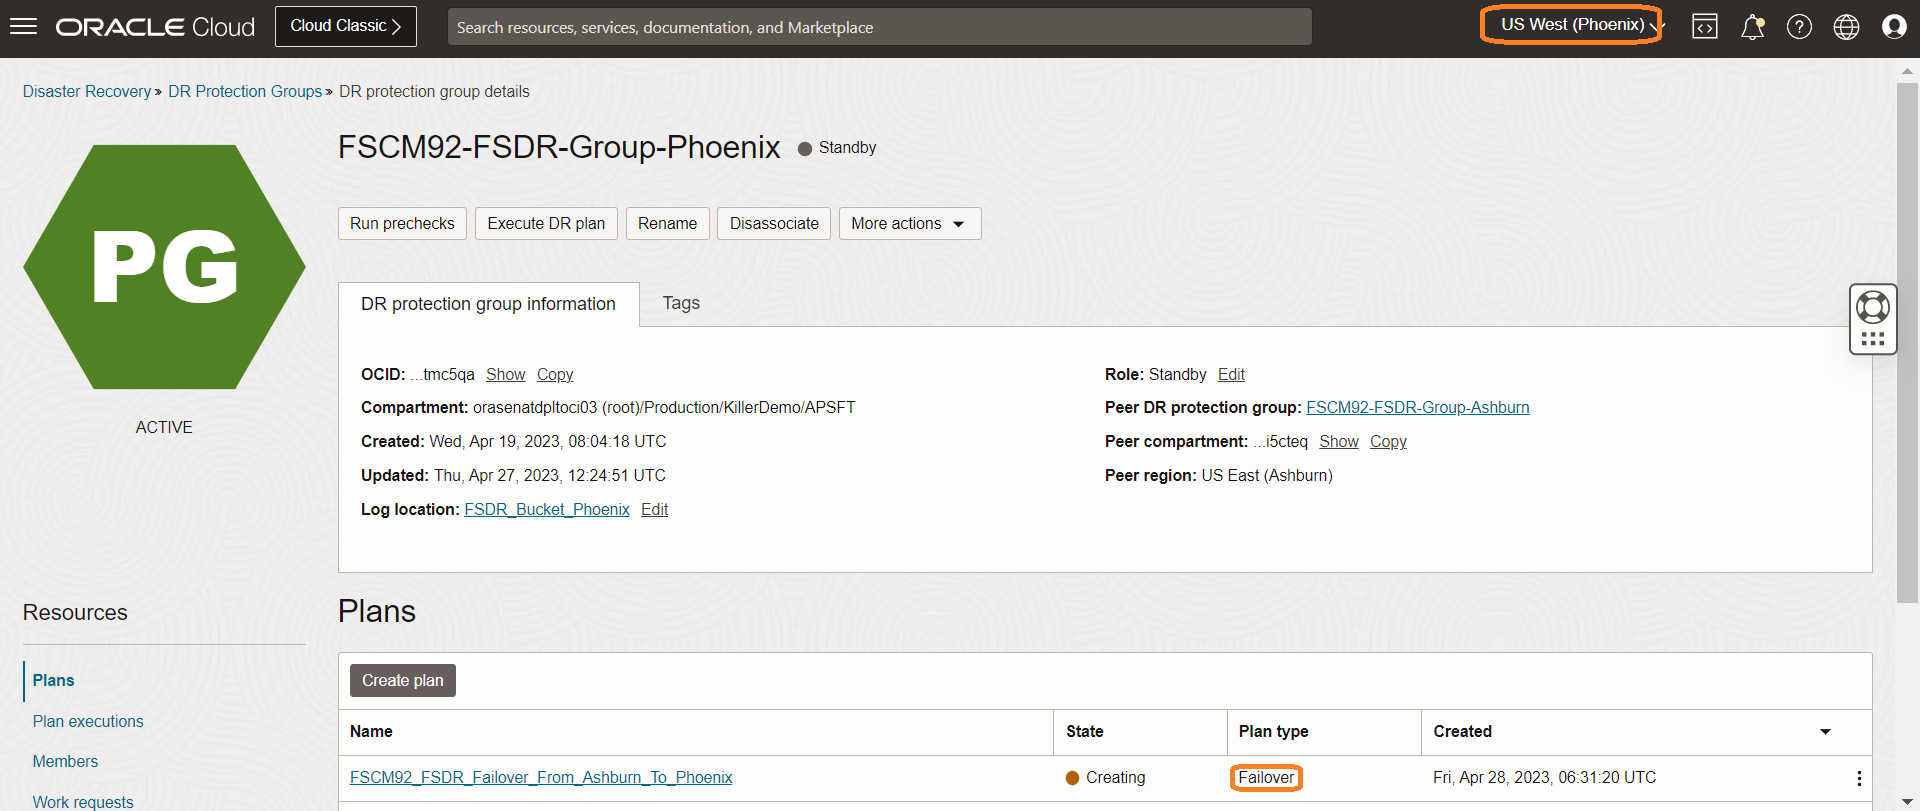 ORACLE Cloud
Cloud Classic
Search resources, services, documentation, and Marketplace
US West (Phoenix)
Disaster Recovery » DR Protection Groups » DR protection group details
PG
ACTIVE
FSCM92-FSDR-Group-Phoenix
Standby
Run prechecks
Execute DR plan
Rename
Disassociate
More actions
DR protection group information
Tags
OCID: ...tmc5qa Show Copy
Compartment: orasenatdpltoci03 (root)/Production/KillerDemo/APSFT
Created: Wed, Apr 19, 2023, 08:04:18 UTC
Updated: Thu, Apr 27, 2023, 12:24:51 UTC
Log location: FSDR_Bucket_Phoenix Edit
Role: Standby Edit
Peer DR protection group: FSCM92-FSDR-Group-Ashburn
Peer compartment: ...i5cteq Show Copy
Peer region: US East (Ashburn)
Resources
Plans
Plan executions
Members
Work requests
Plans
Create plan
Name State Plan type Created
FSCM92_FSDR_Failover_From_Ashburn_To_Phoenix Creating Failover Fri, Apr 28, 2023, 06:31:20 UTC